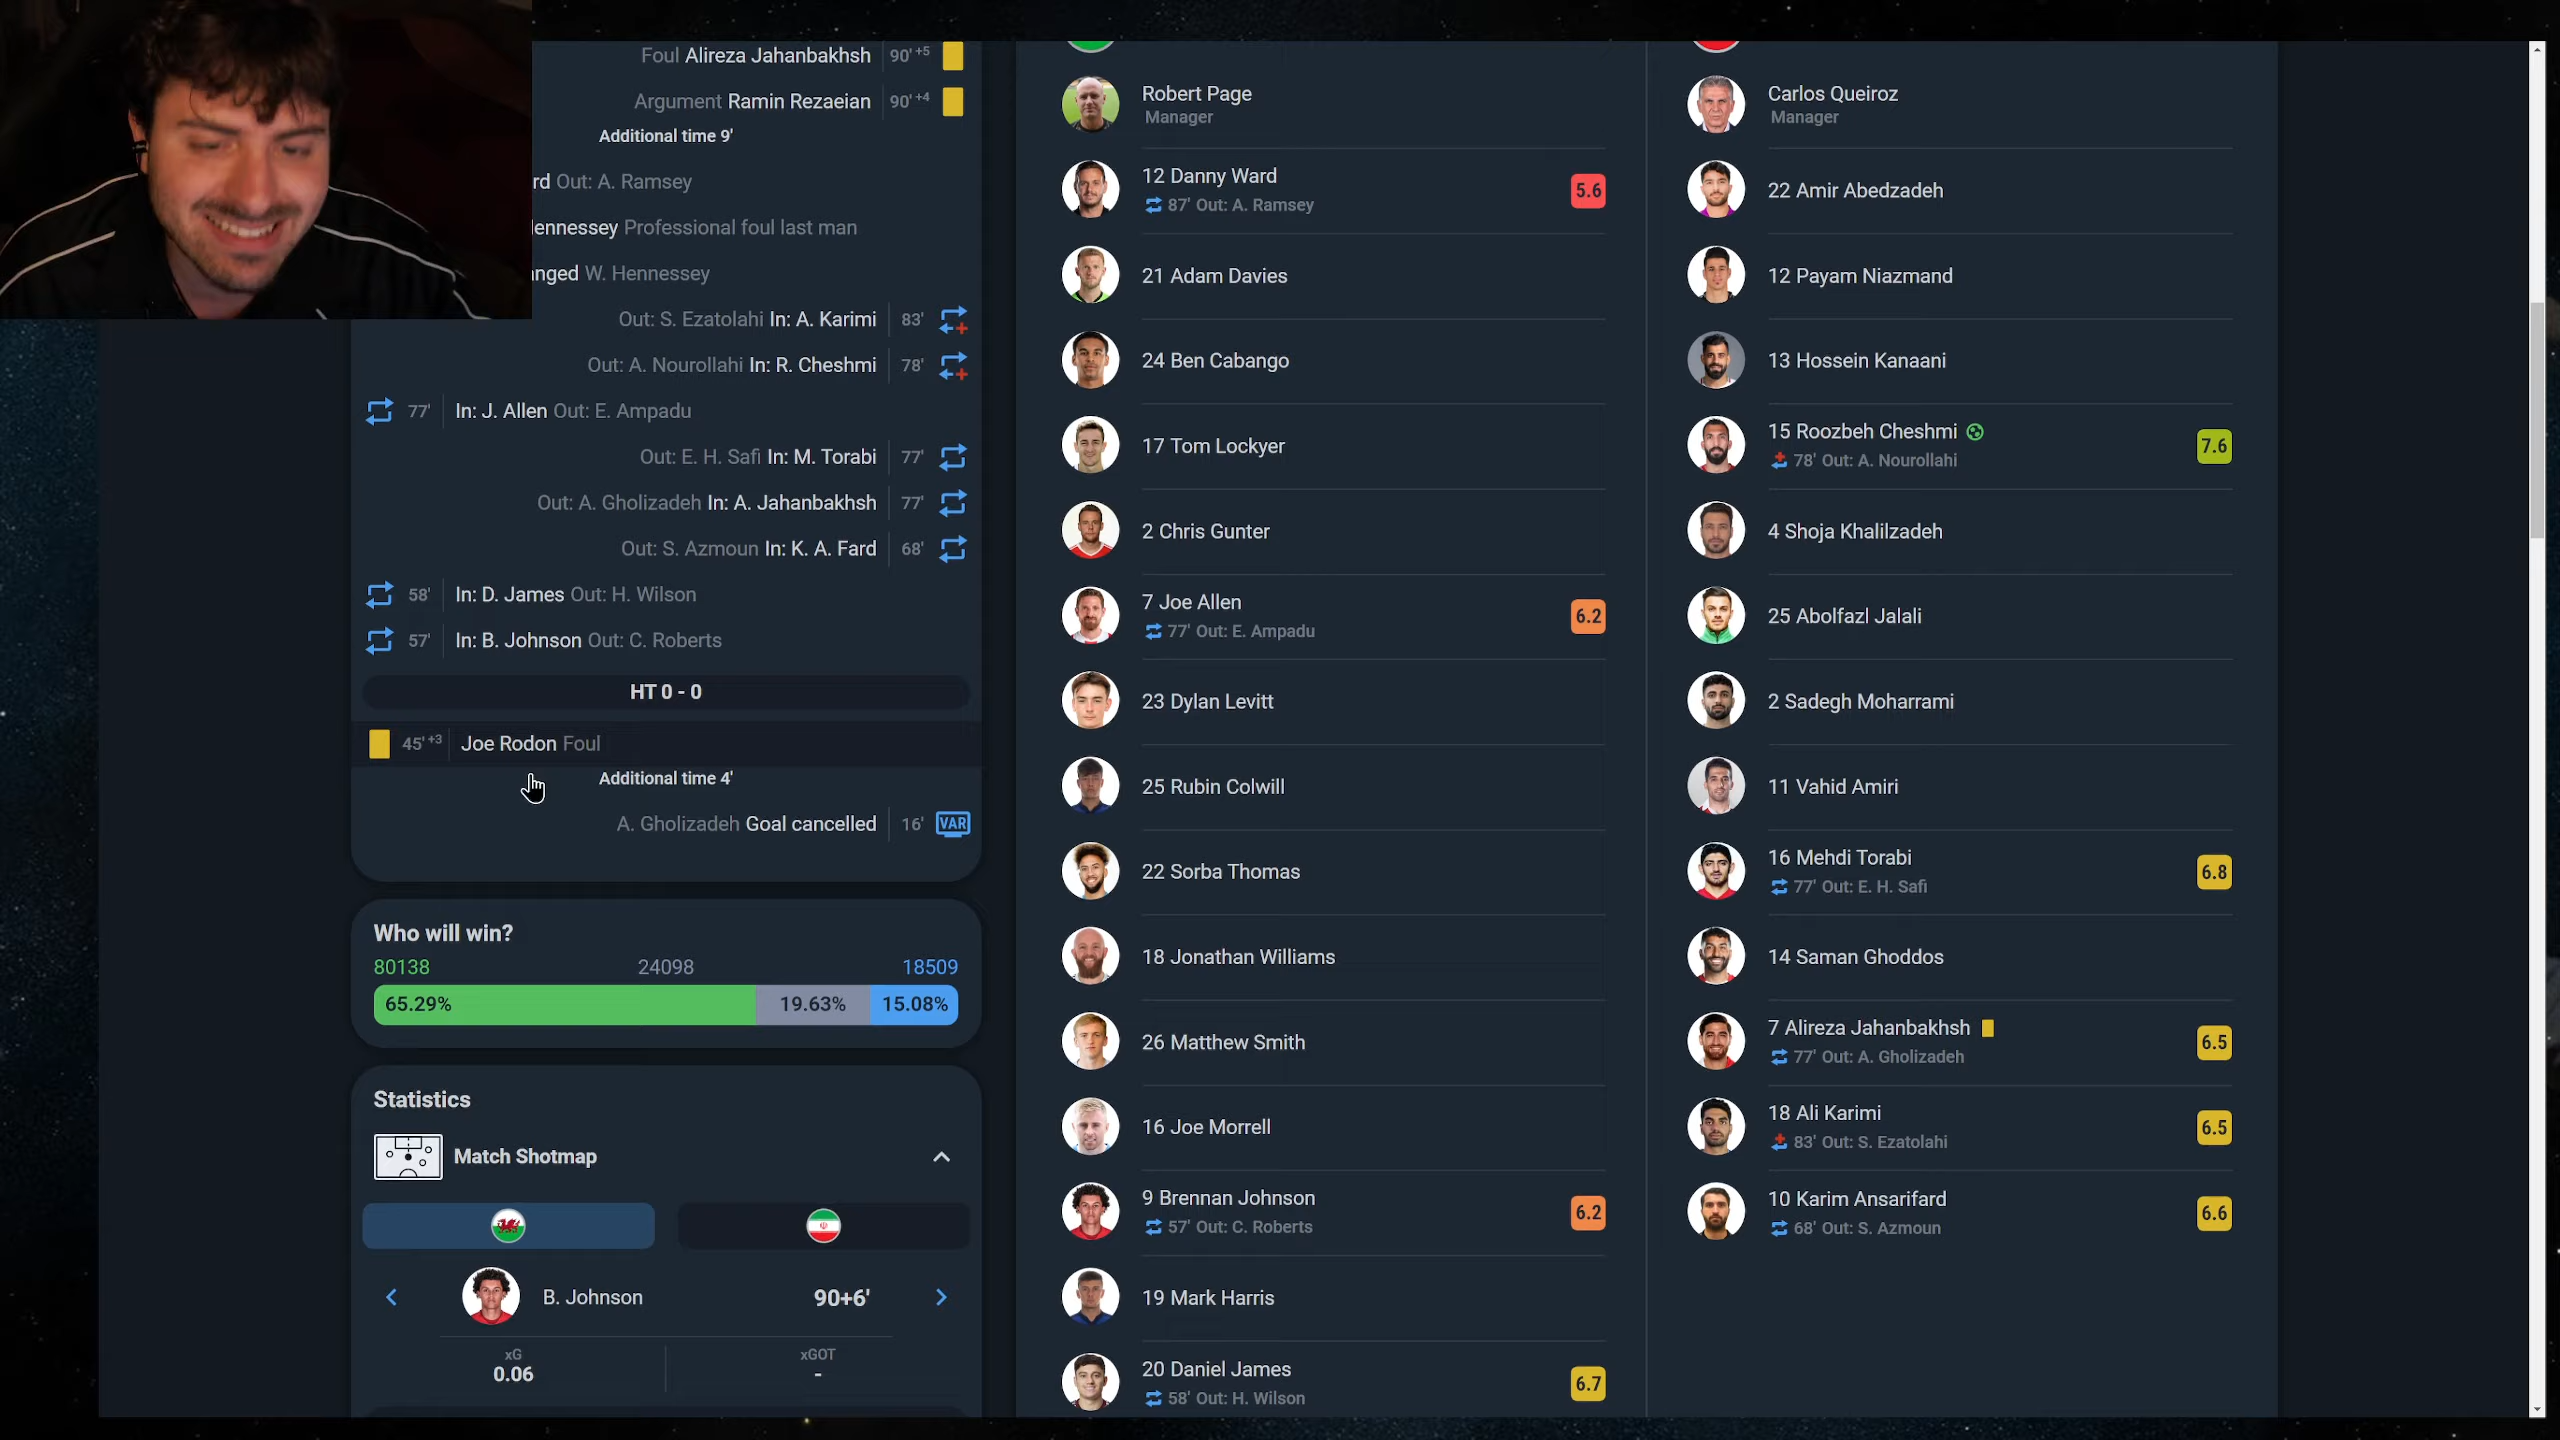 Foul Alireza Jahanbakhsh 90'+5
Argument Ramin Rezaeian 90'+4
Additional time 9'
rd Out: A. Ramsey
ennessey Professional foul last man
nged W. Hennessey
Out: S. Ezatolahi In: A. Karimi 83'
Out: A. Nourollahi In: R. Cheshmi 78'
77' In: J. Allen Out: E. Ampadu
Out: E. H. Safi In: M. Torabi 77'
Out: A. Gholizadeh In: A. Jahanbakhsh 77'
Out: S. Azmoun In: K. A. Fard 68'
58' In: D. James Out: H. Wilson
57' In: B. Johnson Out: C. Roberts
HT 0 - 0
45'+3 Joe Rodon Foul
Additional time 4'
A. Gholizadeh Goal cancelled 16' VAR
Who will win?
80138 24098 18509
65.29% 19.63% 15.08%
Statistics
Match Shotmap
B. Johnson 90+6'
xG xGOT
0.06 -
Robert Page
Manager
12 Danny Ward 5.6
87' Out: A. Ramsey
21 Adam Davies
24 Ben Cabango
17 Tom Lockyer
2 Chris Gunter
7 Joe Allen 6.2
77' Out: E. Ampadu
23 Dylan Levitt
25 Rubin Colwill
22 Sorba Thomas
18 Jonathan Williams
26 Matthew Smith
16 Joe Morrell
9 Brennan Johnson 6.2
57' Out: C. Roberts
19 Mark Harris
20 Daniel James 6.7
58' Out: H. Wilson
Carlos Queiroz
Manager
22 Amir Abedzadeh
12 Payam Niazmand
13 Hossein Kanaani
15 Roozbeh Cheshmi 7.6
78' Out: A. Nourollahi
4 Shoja Khalilzadeh
25 Abolfazl Jalali
2 Sadegh Moharrami
11 Vahid Amiri
16 Mehdi Torabi 6.8
77' Out: E. H. Safi
14 Saman Ghoddos
7 Alireza Jahanbakhsh 6.5
77' Out: A. Gholizadeh
18 Ali Karimi 6.5
83' Out: S. Ezatolahi
10 Karim Ansarifard 6.6
68' Out: S. Azmoun